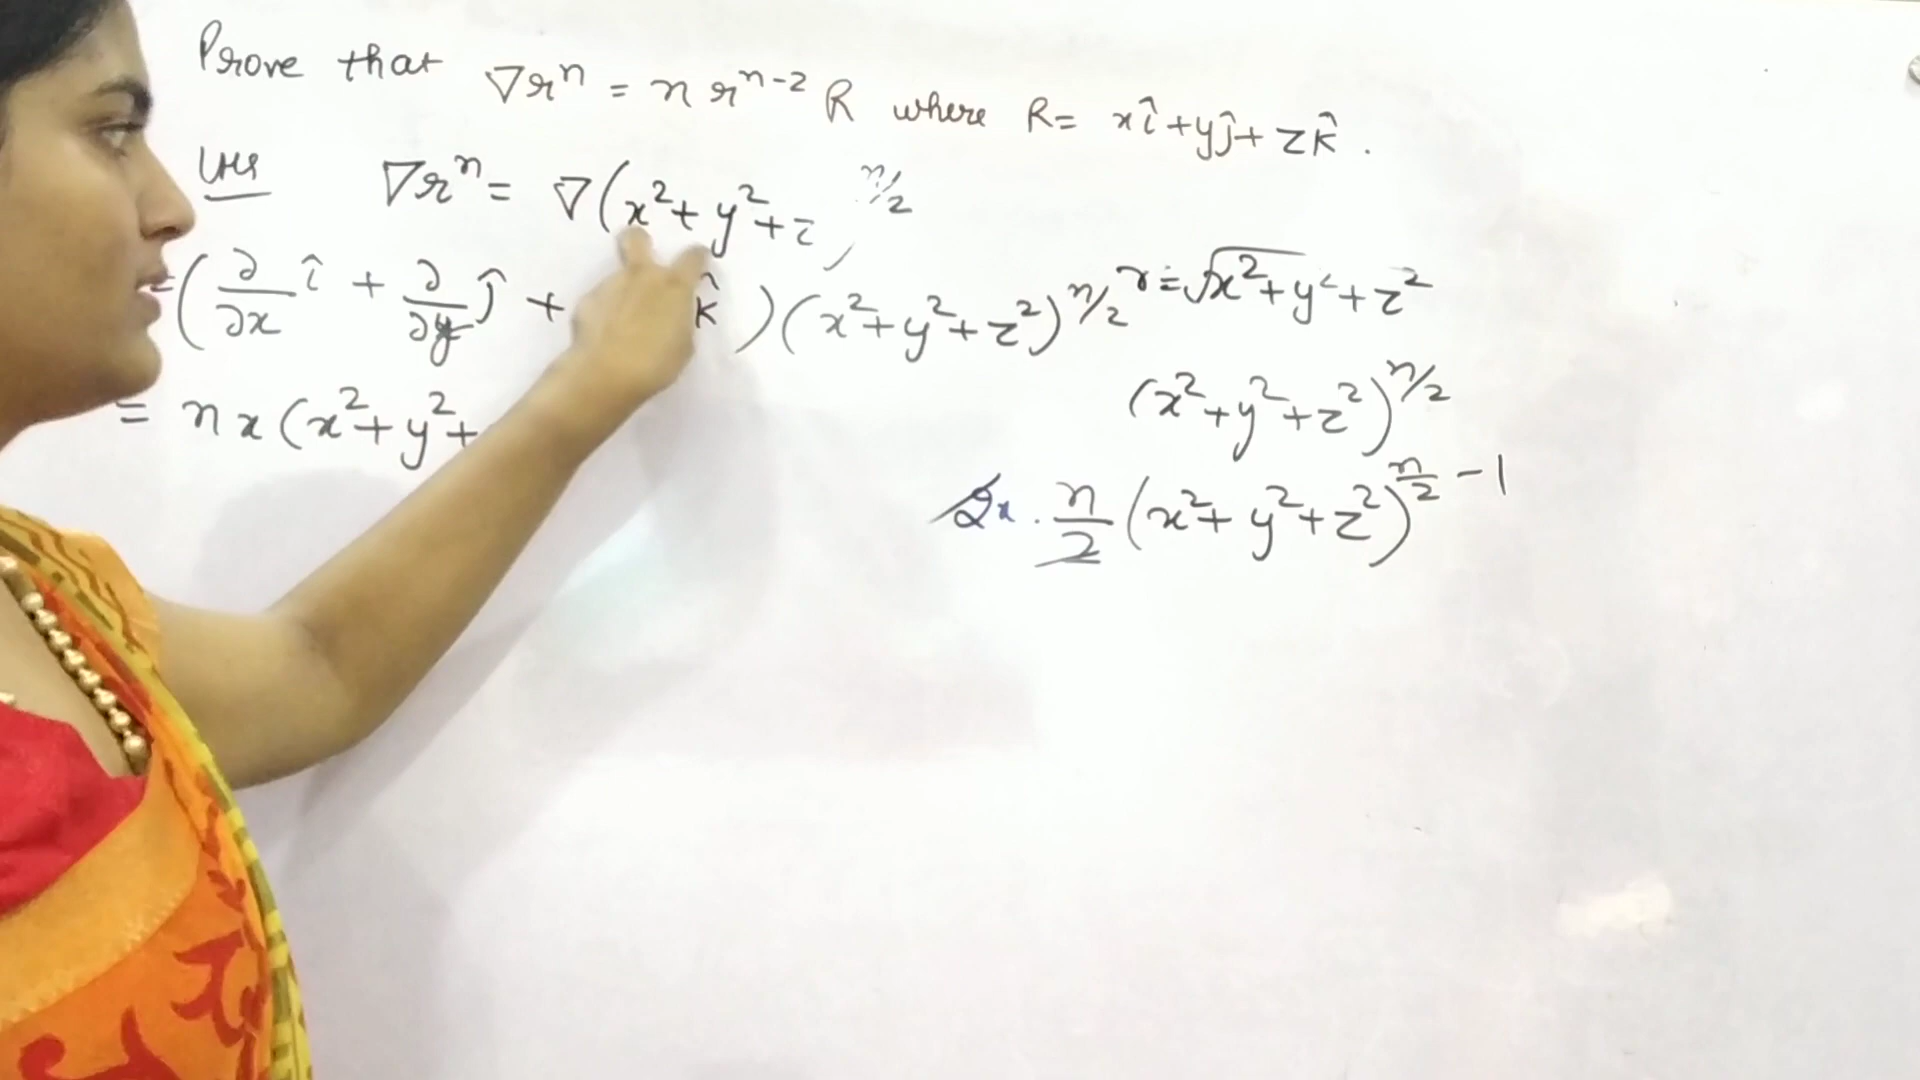 Prove that ∇rⁿ = n rⁿ⁻² R where R = xî + yĵ + zk̂ .
LHS ∇rⁿ = ∇(x² + y² + z )^n/2
= (∂/∂x î + ∂/∂y ĵ + k̂ ) (x² + y² + z²)^n/2
r = √x² + y² + z²
= nx (x² + y² +
(x² + y² + z²)^n/2
2x . n/2 (x² + y² + z²)^n/2 - 1